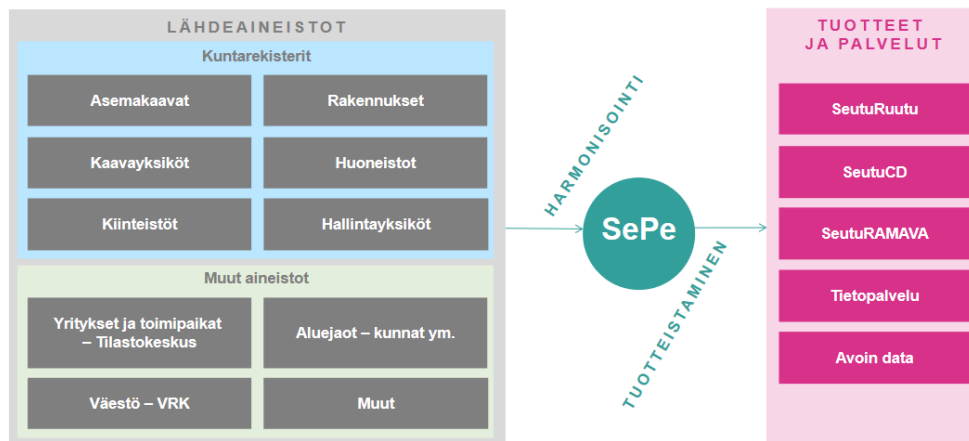 LÄHDEAINEISTOT
Kuntarekisterit
Asemakaavat
Rakennukset
Kaavayksiköt
Huoneistot
Kiinteistöt
Hallintayksiköt
Muut aineistot
Yritykset ja toimipaikat
– Tilastokeskus
Aluejaot – kunnat ym.
Väestö – VRK
Muut
HARMONISOINTI
SePe
TUOTTEISTAMINEN
TUOTTEET
JA PALVELUT
SeutuRuutu
SeutuCD
SeutuRAMAVA
Tietopalvelu
Avoin data